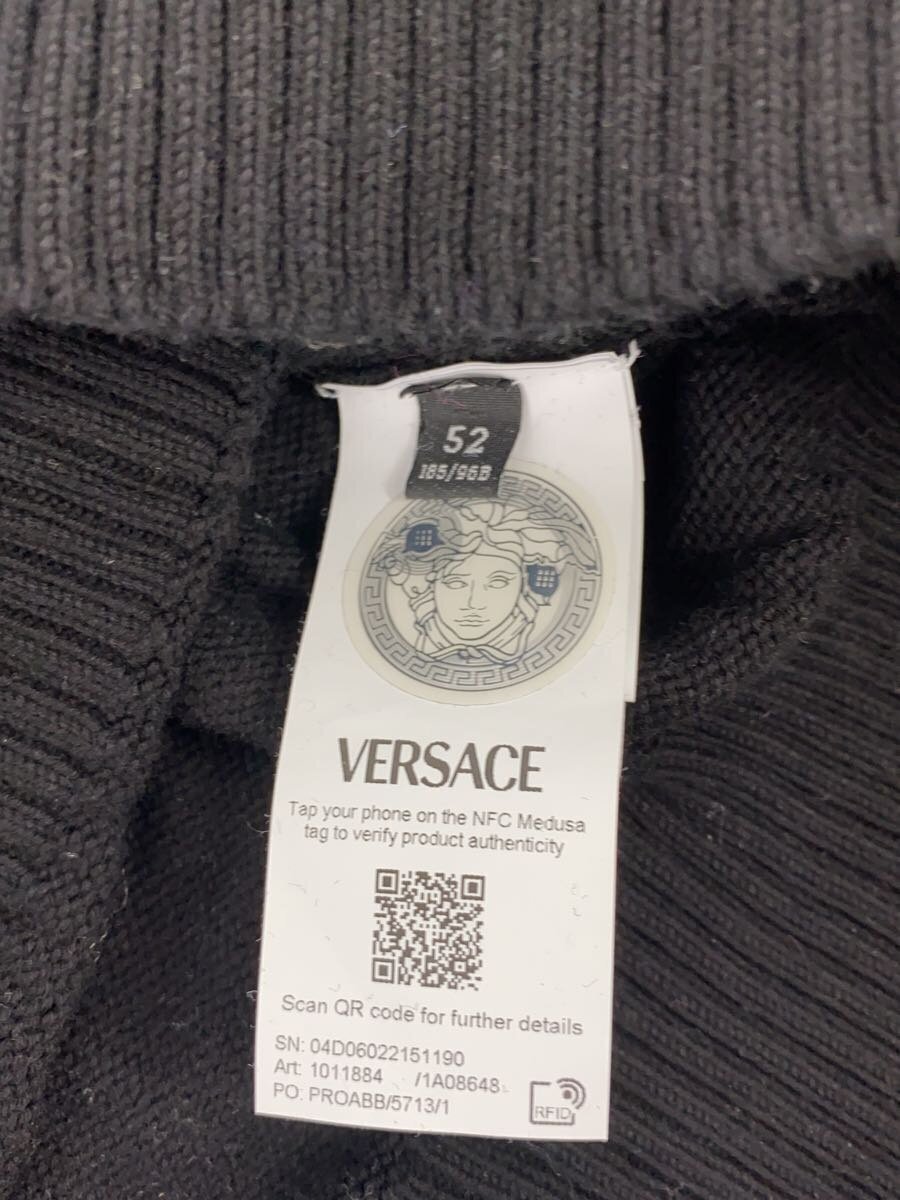 52
185/96B
VERSACE
Tap your phone on the NFC Medusa
tag to verify product authenticity
Scan QR code for further details
SN: 04D06022151190
Art: 1011884 /1A08648
PO: PROABB/5713/1
RFID